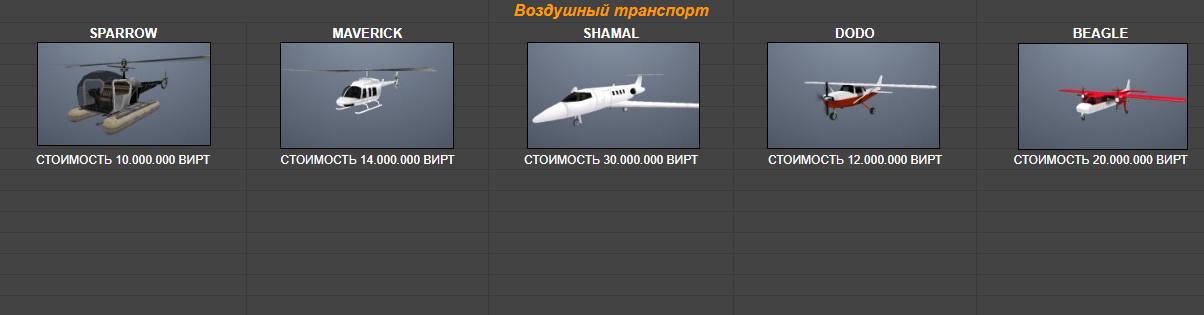 Воздушный транспорт
SPARROW MAVERICK SHAMAL DODO BEAGLE
СТОИМОСТЬ 10.000.000 ВИРТ СТОИМОСТЬ 14.000.000 ВИРТ СТОИМОСТЬ 30.000.000 ВИРТ СТОИМОСТЬ 12.000.000 ВИРТ СТОИМОСТЬ 20.000.000 ВИРТ